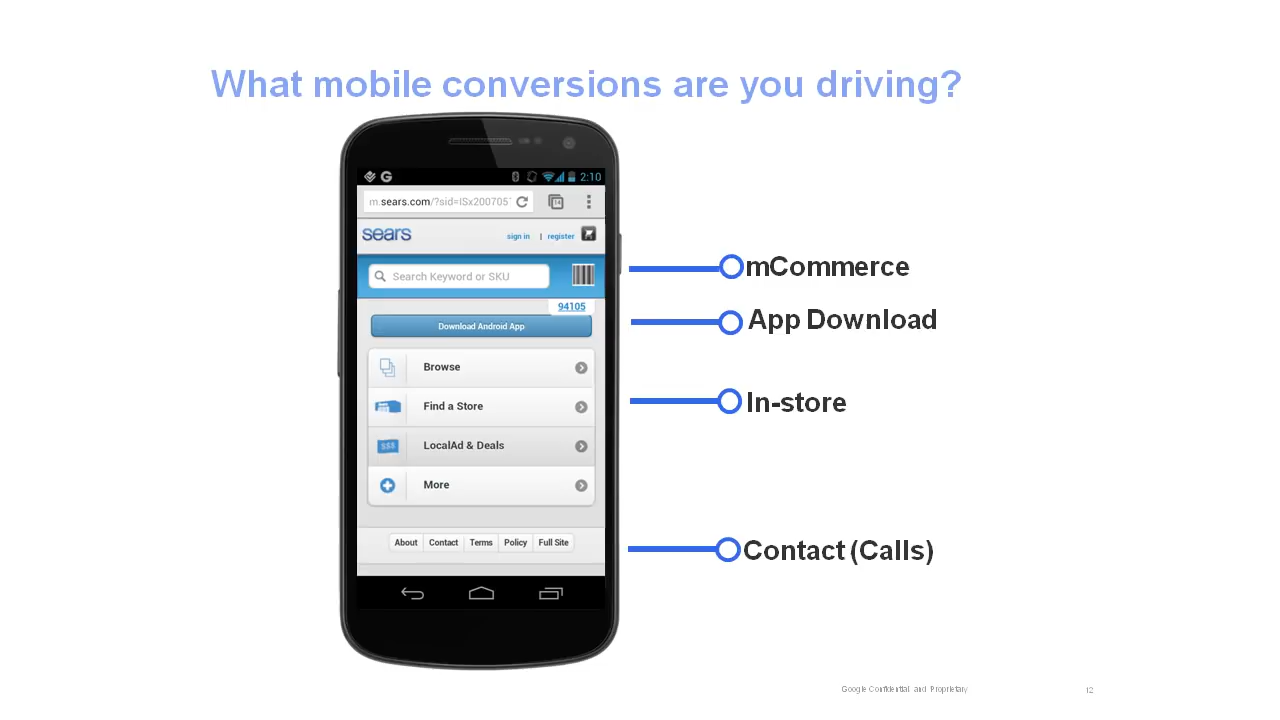 What mobile conversions are you driving?
G
2:10
m.sears.com/?sid=ISx200705
14
sears
sign in | register
Search Keyword or SKU
mCommerce
94105
Download Android App
App Download
Browse
Find a Store
In-store
$$$
LocalAd & Deals
More
About
Contact
Terms
Policy
Full Site
Contact (Calls)
Google Confidential and Proprietary
12